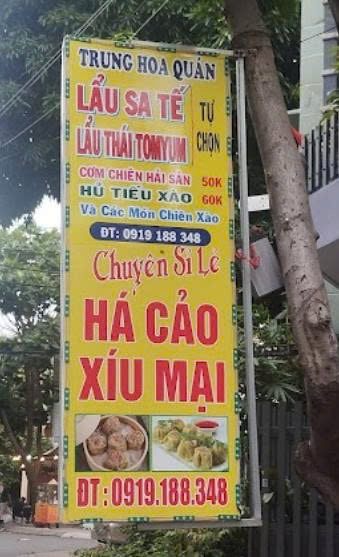 TRUNG HOA QUÁN
LẨU SA TẾ
LẨU THÁI TOMYUM
TỰ
CHỌN
CƠM CHIÊN HẢI SẢN 50K
HỦ TIẾU XÀO 60K
Và Các Món Chiên Xào
ĐT: 0919 188 348
Chuyên Sỉ Lẻ
HÁ CẢO
XÍU MẠI
ĐT: 0919.188.348